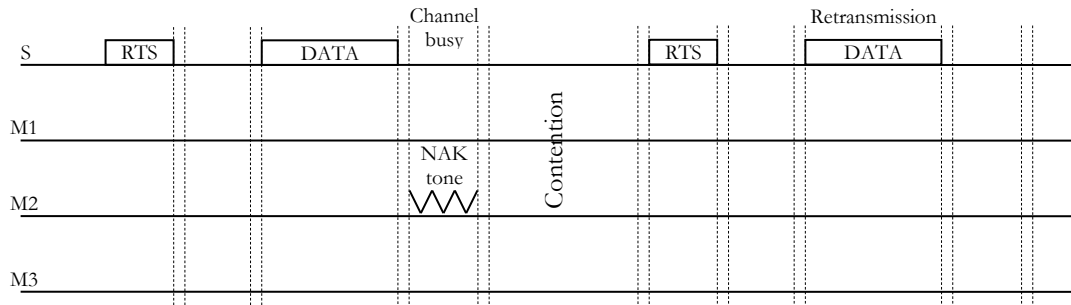 Channel
busy
Retransmission
S
RTS
DATA
RTS
DATA
M1
Contention
NAK
tone
M2
M3